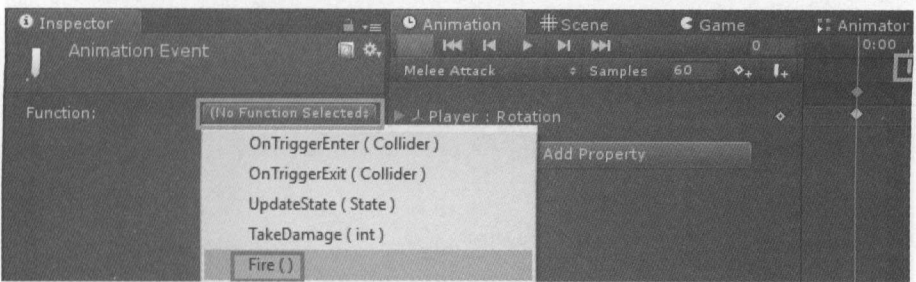 Inspector
Animation Event
Function:
(No Function Selected)
OnTriggerEnter ( Collider )
OnTriggerExit ( Collider )
UpdateState ( State )
TakeDamage ( int )
Fire ( )
Animation
Scene
Game
Animator
0
0:00
Melee Attack
Samples
60
Player : Rotation
Add Property